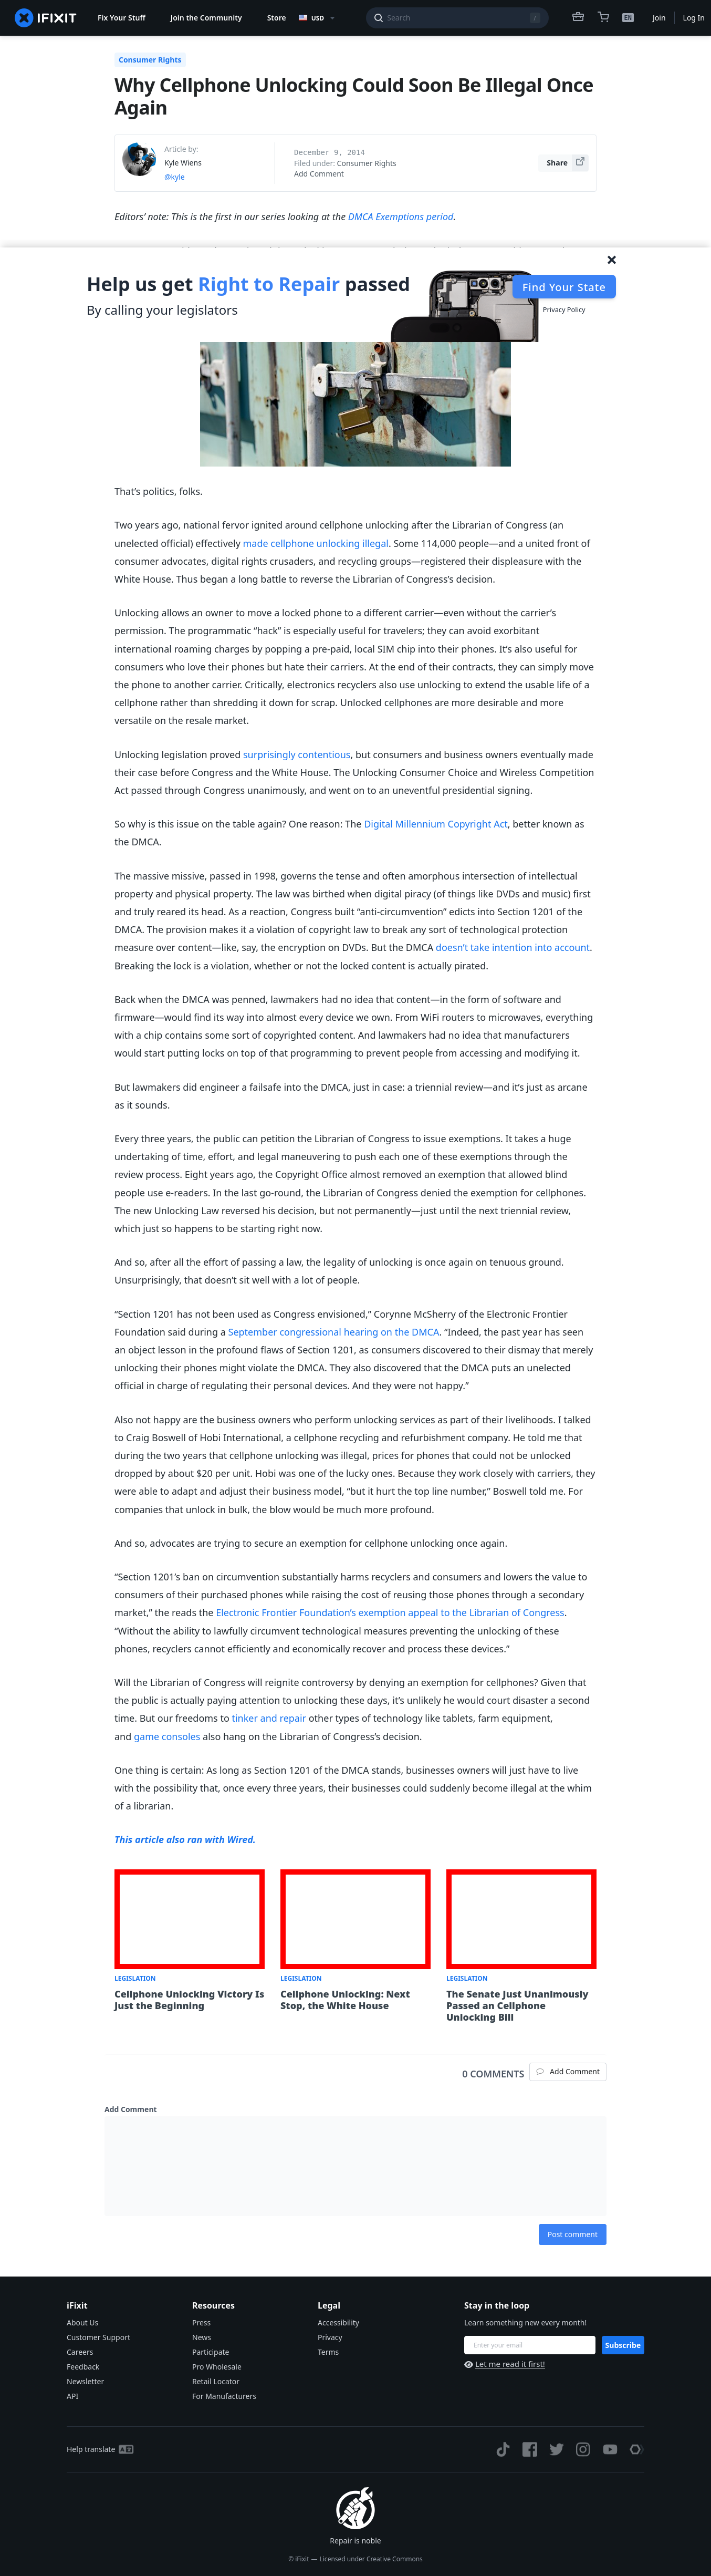 IFIXIT
Fix Your Stuff
Join the Community
Store
USD
Search
/
EN
Join
Log In
Consumer Rights
Why Cellphone Unlocking Could Soon Be Illegal Once
Again
Article by:
Kyle Wiens
@kyle
December 9, 2014
Filed under: Consumer Rights
Add Comment
Share
Editors' note: This is the first in our series looking at the DMCA Exemptions period.
Help us get Right to Repair passed
By calling your legislators
Find Your State
Privacy Policy
That's politics, folks.
Two years ago, national fervor ignited around cellphone unlocking after the Librarian of Congress (an
unelected official) effectively made cellphone unlocking illegal. Some 114,000 people—and a united front of
consumer advocates, digital rights crusaders, and recycling groups—registered their displeasure with the
White House. Thus began a long battle to reverse the Librarian of Congress's decision.
Unlocking allows an owner to move a locked phone to a different carrier—even without the carrier's
permission. The programmatic "hack" is especially useful for travelers; they can avoid exorbitant
international roaming charges by popping a pre-paid, local SIM chip into their phones. It's also useful for
consumers who love their phones but hate their carriers. At the end of their contracts, they can simply move
the phone to another carrier. Critically, electronics recyclers also use unlocking to extend the usable life of a
cellphone rather than shredding it down for scrap. Unlocked cellphones are more desirable and more
versatile on the resale market.
Unlocking legislation proved surprisingly contentious, but consumers and business owners eventually made
their case before Congress and the White House. The Unlocking Consumer Choice and Wireless Competition
Act passed through Congress unanimously, and went on to an uneventful presidential signing.
So why is this issue on the table again? One reason: The Digital Millennium Copyright Act, better known as
the DMCA.
The massive missive, passed in 1998, governs the tense and often amorphous intersection of intellectual
property and physical property. The law was birthed when digital piracy (of things like DVDs and music) first
and truly reared its head. As a reaction, Congress built "anti-circumvention" edicts into Section 1201 of the
DMCA. The provision makes it a violation of copyright law to break any sort of technological protection
measure over content—like, say, the encryption on DVDs. But the DMCA doesn't take intention into account.
Breaking the lock is a violation, whether or not the locked content is actually pirated.
Back when the DMCA was penned, lawmakers had no idea that content—in the form of software and
firmware—would find its way into almost every device we own. From WiFi routers to microwaves, everything
with a chip contains some sort of copyrighted content. And lawmakers had no idea that manufacturers
would start putting locks on top of that programming to prevent people from accessing and modifying it.
But lawmakers did engineer a failsafe into the DMCA, just in case: a triennial review—and it's just as arcane
as it sounds.
Every three years, the public can petition the Librarian of Congress to issue exemptions. It takes a huge
undertaking of time, effort, and legal maneuvering to push each one of these exemptions through the
review process. Eight years ago, the Copyright Office almost removed an exemption that allowed blind
people use e-readers. In the last go-round, the Librarian of Congress denied the exemption for cellphones.
The new Unlocking Law reversed his decision, but not permanently—just until the next triennial review,
which just so happens to be starting right now.
And so, after all the effort of passing a law, the legality of unlocking is once again on tenuous ground.
Unsurprisingly, that doesn't sit well with a lot of people.
"Section 1201 has not been used as Congress envisioned," Corynne McSherry of the Electronic Frontier
Foundation said during a September congressional hearing on the DMCA. "Indeed, the past year has seen
an object lesson in the profound flaws of Section 1201, as consumers discovered to their dismay that merely
unlocking their phones might violate the DMCA. They also discovered that the DMCA puts an unelected
official in charge of regulating their personal devices. And they were not happy."
Also not happy are the business owners who perform unlocking services as part of their livelihoods. I talked
to Craig Boswell of Hobi International, a cellphone recycling and refurbishment company. He told me that
during the two years that cellphone unlocking was illegal, prices for phones that could not be unlocked
dropped by about $20 per unit. Hobi was one of the lucky ones. Because they work closely with carriers, they
were able to adapt and adjust their business model, "but it hurt the top line number," Boswell told me. For
companies that unlock in bulk, the blow would be much more profound.
And so, advocates are trying to secure an exemption for cellphone unlocking once again.
"Section 1201's ban on circumvention substantially harms recyclers and consumers and lowers the value to
consumers of their purchased phones while raising the cost of reusing those phones through a secondary
market," the reads the Electronic Frontier Foundation's exemption appeal to the Librarian of Congress.
"Without the ability to lawfully circumvent technological measures preventing the unlocking of these
phones, recyclers cannot efficiently and economically recover and process these devices."
Will the Librarian of Congress will reignite controversy by denying an exemption for cellphones? Given that
the public is actually paying attention to unlocking these days, it's unlikely he would court disaster a second
time. But our freedoms to tinker and repair other types of technology like tablets, farm equipment,
and game consoles also hang on the Librarian of Congress's decision.
One thing is certain: As long as Section 1201 of the DMCA stands, businesses owners will just have to live
with the possibility that, once every three years, their businesses could suddenly become illegal at the whim
of a librarian.
This article also ran with Wired.
LEGISLATION
Cellphone Unlocking Victory Is
Just the Beginning
LEGISLATION
Cellphone Unlocking: Next
Stop, the White House
LEGISLATION
The Senate Just Unanimously
Passed an Cellphone
Unlocking Bill
0 COMMENTS
Add Comment
Add Comment
Post comment
iFixit
About Us
Customer Support
Careers
Feedback
Newsletter
API
Resources
Press
News
Participate
Pro Wholesale
Retail Locator
For Manufacturers
Legal
Accessibility
Privacy
Terms
Stay in the loop
Learn something new every month!
Enter your email
Subscribe
Let me read it first!
Help translate
Repair is noble
© iFixit — Licensed under Creative Commons